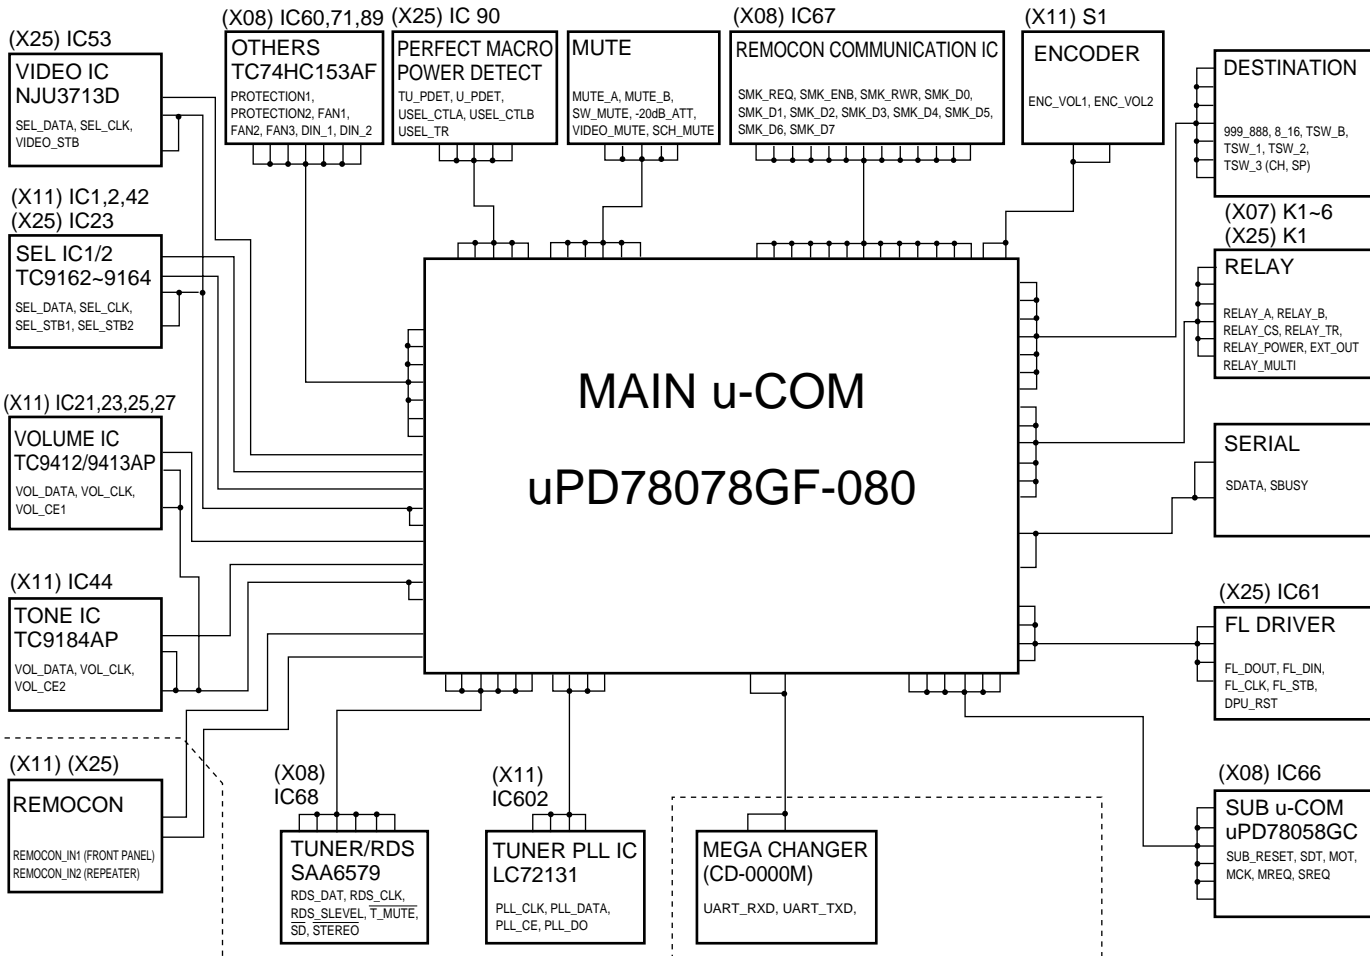 (X25) IC53
VIDEO IC
NJU3713D
SEL_DATA, SEL_CLK,
VIDEO_STB
(X08) IC60,71,89
OTHERS
TC74HC153AF
PROTECTION1,
PROTECTION2, FAN1,
FAN2, FAN3, DIN_1, DIN_2
(X25) IC 90
PERFECT MACRO
POWER DETECT
TU_PDET, U_PDET,
USEL_CTLA, USEL_CTLB
USEL_TR
MUTE
MUTE_A, MUTE_B,
SW_MUTE, -20dB_ATT,
VIDEO_MUTE, SCH_MUTE
(X08) IC67
REMOCON COMMUNICATION IC
SMK_REQ, SMK_ENB, SMK_RWR, SMK_D0,
SMK_D1, SMK_D2, SMK_D3, SMK_D4, SMK_D5,
SMK_D6, SMK_D7
(X11) S1
ENCODER
ENC_VOL1, ENC_VOL2
DESTINATION
999_888, 8_16, TSW_B,
TSW_1, TSW_2,
TSW_3 (CH, SP)
(X11) IC1,2,42
(X25) IC23
SEL IC1/2
TC9162~9164
SEL_DATA, SEL_CLK,
SEL_STB1, SEL_STB2
(X07) K1~6
(X25) K1
RELAY
RELAY_A, RELAY_B,
RELAY_CS, RELAY_TR,
RELAY_POWER, EXT_OUT
RELAY_MULTI
MAIN u-COM
uPD78078GF-080
(X11) IC21,23,25,27
VOLUME IC
TC9412/9413AP
VOL_DATA, VOL_CLK,
VOL_CE1
SERIAL
SDATA, SBUSY
(X11) IC44
TONE IC
TC9184AP
VOL_DATA, VOL_CLK,
VOL_CE2
(X25) IC61
FL DRIVER
FL_DOUT, FL_DIN,
FL_CLK, FL_STB,
DPU_RST
(X11) (X25)
REMOCON
REMOCON_IN1 (FRONT PANEL)
REMOCON_IN2 (REPEATER)
(X08)
IC68
TUNER/RDS
SAA6579
RDS_DAT, RDS_CLK,
RDS_SLEVEL, T_MUTE,
SD, STEREO
(X11)
IC602
TUNER PLL IC
LC72131
PLL_CLK, PLL_DATA,
PLL_CE, PLL_DO
MEGA CHANGER
(CD-0000M)
UART_RXD, UART_TXD,
(X08) IC66
SUB u-COM
uPD78058GC
SUB_RESET, SDT, MOT,
MCK, MREQ, SREQ